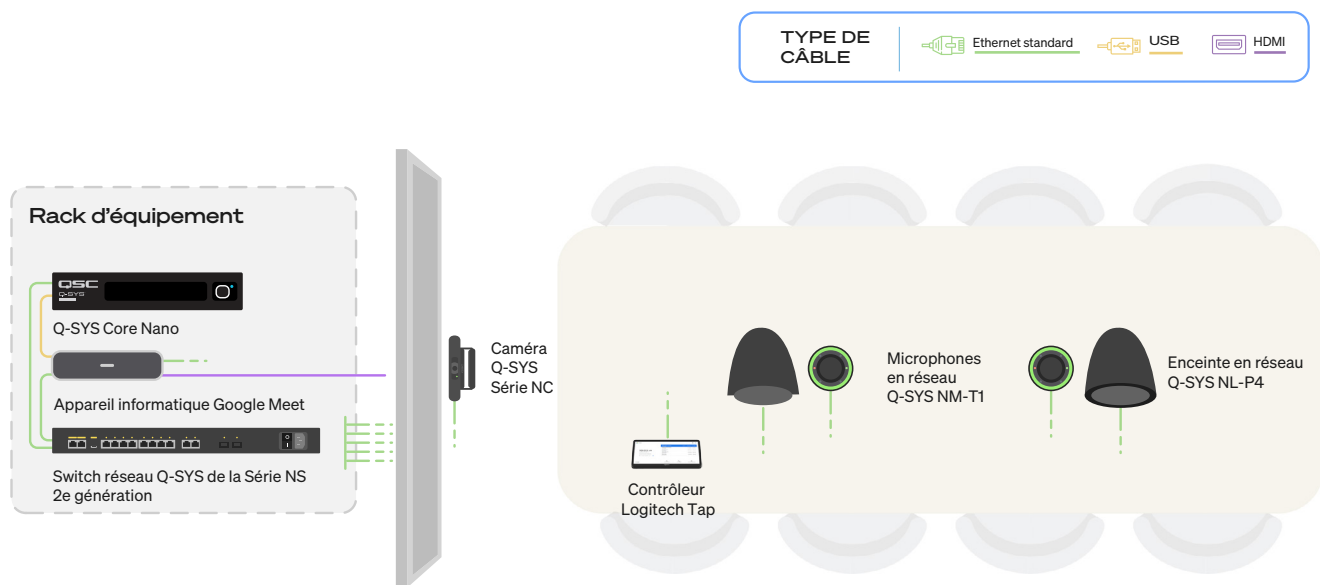 TYPE DE
CÂBLE
Ethernet standard
USB
HDMI
Rack d’équipement
QSC
Q-SYS
Q-SYS Core Nano
Appareil informatique Google Meet
Switch réseau Q-SYS de la Série NS
2e génération
Caméra
Q-SYS
Série NC
Contrôleur
Logitech Tap
Microphones
en réseau
Q-SYS NM-T1
Enceinte en réseau
Q-SYS NL-P4